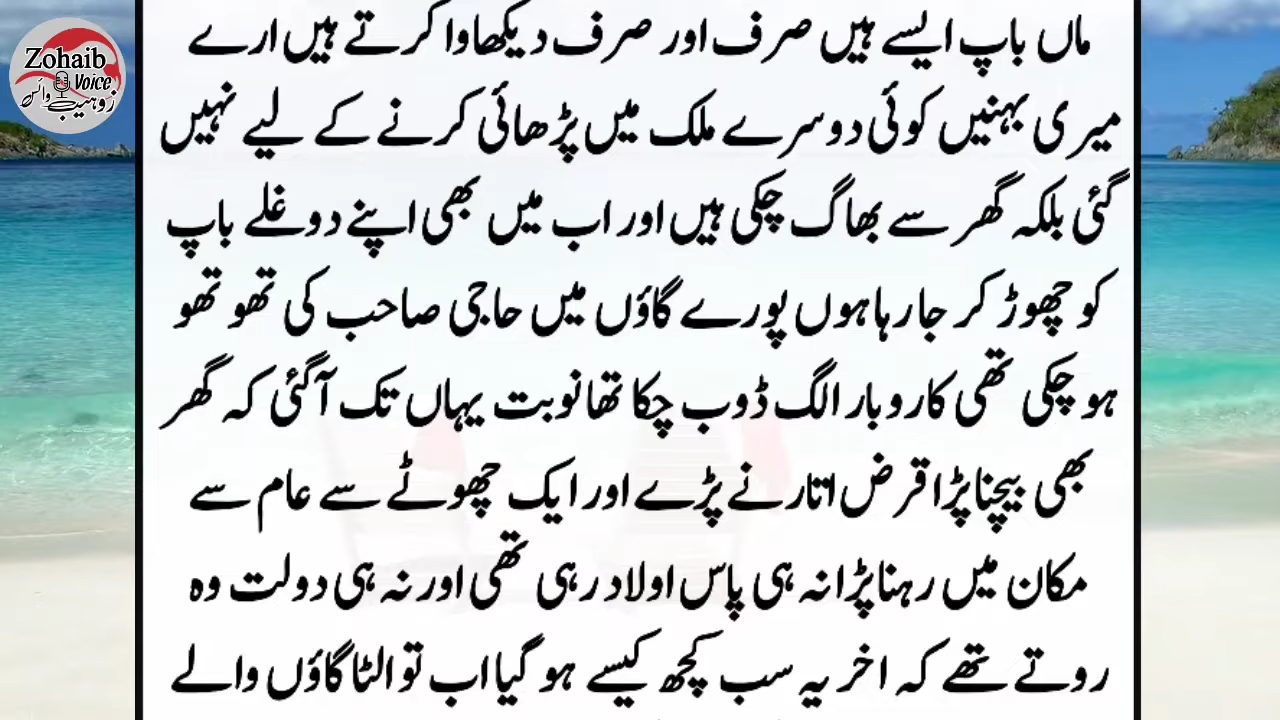 Zohaib
Voice
زوہیب وائس
ماں باپ ایسے ہیں صرف اور صرف دیکھاوا کرتے ہیں ارے
میری بہنیں کوئی دوسرے ملک میں پڑھائی کرنے کے لیے نہیں
گئی بلکہ گھر سے بھاگ چکی ہیں اور اب میں بھی اپنے دوغلے باپ
کو چھوڑ کر جا رہا ہوں پورے گاؤں میں حاجی صاحب کی تھو تھو
ہو چکی تھی کاروبار الگ ڈوب چکا تھا نوبت یہاں تک آگئی کہ گھر
بھی بیچنا پڑا قرض اتارنے پڑے اور ایک چھوٹے سے عام سے
مکان میں رہنا پڑا نہ ہی پاس اولاد رہی تھی اور نہ ہی دولت وہ
روتے تھے کہ اخر یہ سب کچھ کیسے ہو گیا اب تو الٹا گاؤں والے